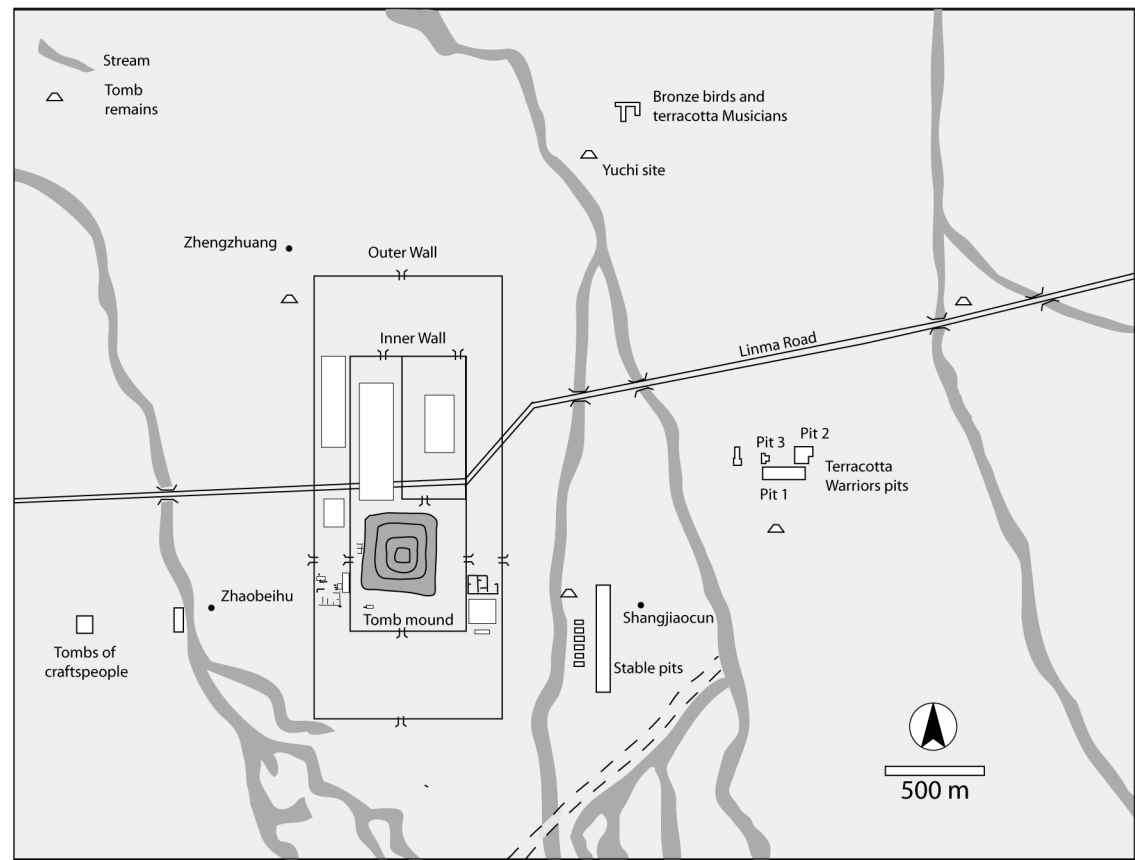 Stream
Tomb
remains
Bronze birds and
terracotta Musicians
Yuchi site
Zhengzhuang
Outer Wall
Inner Wall
Linma Road
Pit 3
Pit 2
Pit 1
Terracotta
Warriors pits
Zhaobeihu
Tomb mound
Shangjiaocun
Stable pits
Tombs of
craftspeople
500 m